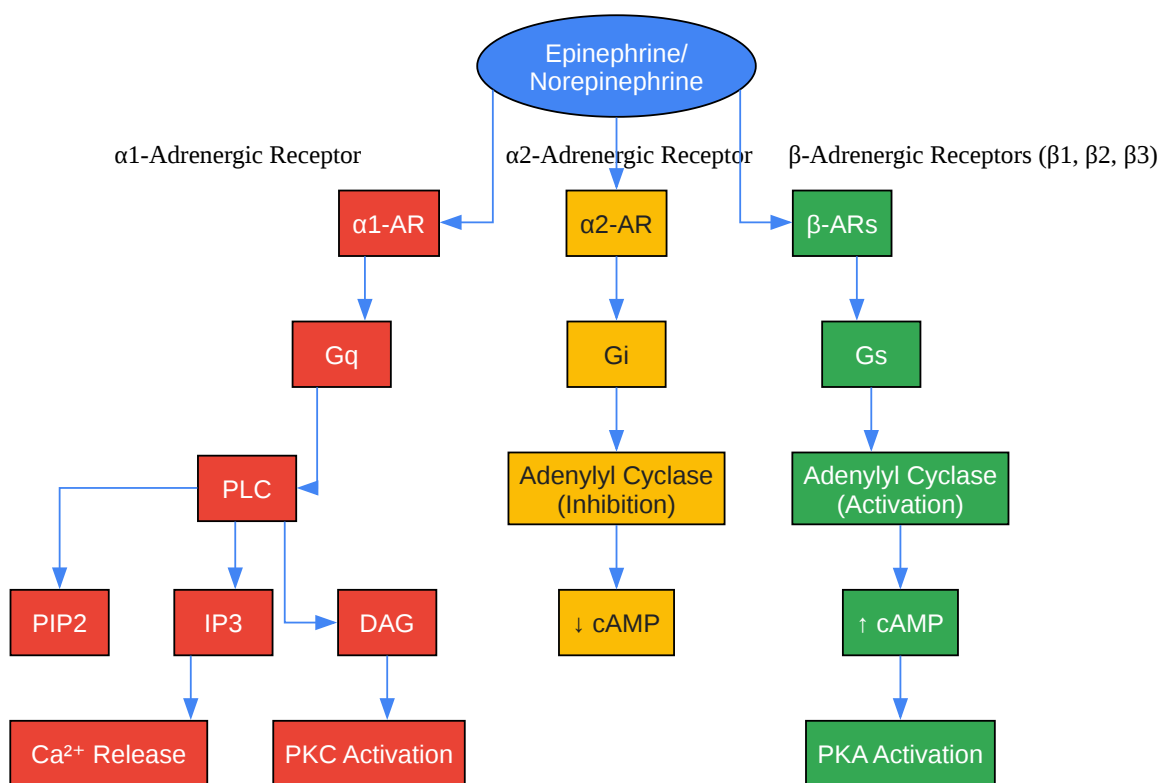 Epinephrine/
Norepinephrine
α1-Adrenergic Receptor
α2-Adrenergic Receptor
β-Adrenergic Receptors (β1, β2, β3)
α1-AR
α2-AR
β-ARs
Gq
Gi
Gs
PLC
Adenylyl Cyclase
(Inhibition)
Adenylyl Cyclase
(Activation)
PIP2
IP3
DAG
↓ cAMP
↑ cAMP
Ca²⁺ Release
PKC Activation
PKA Activation